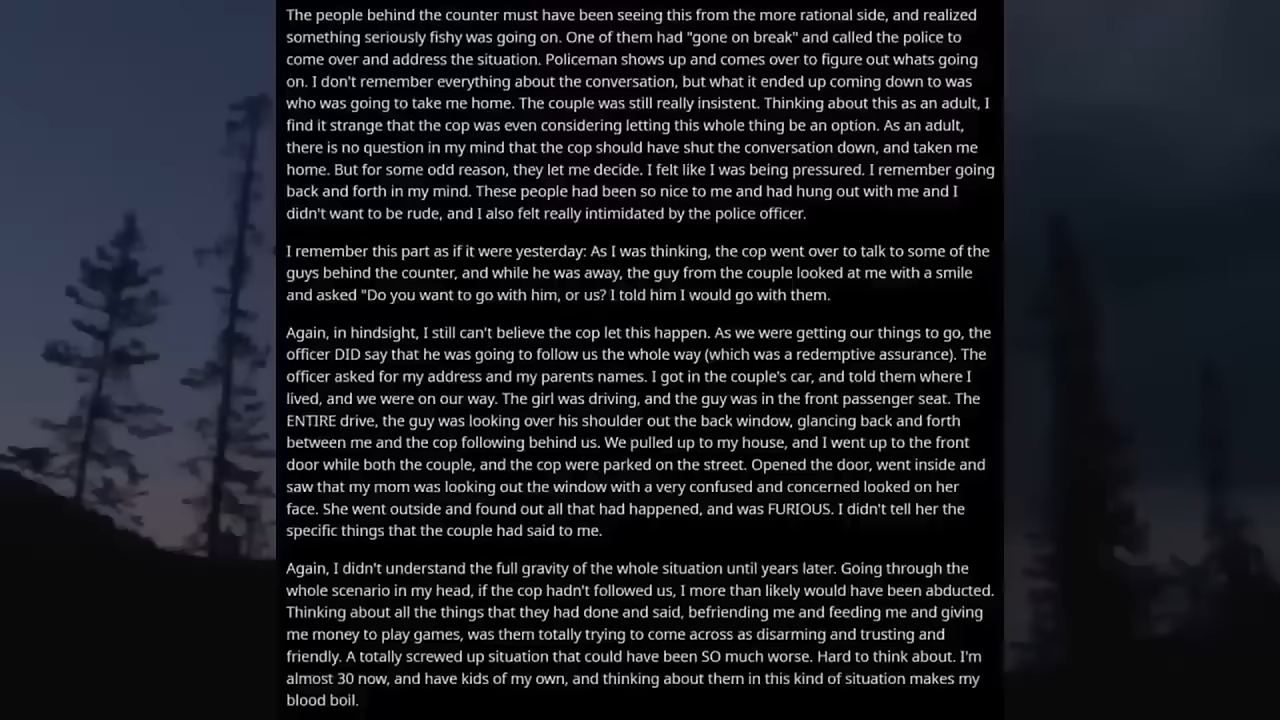 The people behind the counter must have been seeing this from the more rational side, and realized
something seriously fishy was going on. One of them had "gone on break" and called the police to
come over and address the situation. Policeman shows up and comes over to figure out whats going
on. I don't remember everything about the conversation, but what it ended up coming down to was
who was going to take me home. The couple was still really insistent. Thinking about this as an adult, I
find it strange that the cop was even considering letting this whole thing be an option. As an adult,
there is no question in my mind that the cop should have shut the conversation down, and taken me
home. But for some odd reason, they let me decide. I felt like I was being pressured. I remember going
back and forth in my mind. These people had been so nice to me and had hung out with me and I
didn't want to be rude, and I also felt really intimidated by the police officer.
I remember this part as if it were yesterday: As I was thinking, the cop went over to talk to some of the
guys behind the counter, and while he was away, the guy from the couple looked at me with a smile
and asked "Do you want to go with him, or us? I told him I would go with them.
Again, in hindsight, I still can't believe the cop let this happen. As we were getting our things to go, the
officer DID say that he was going to follow us the whole way (which was a redemptive assurance). The
officer asked for my address and my parents names. I got in the couple's car, and told them where I
lived, and we were on our way. The girl was driving, and the guy was in the front passenger seat. The
ENTIRE drive, the guy was looking over his shoulder out the back window, glancing back and forth
between me and the cop following behind us. We pulled up to my house, and I went up to the front
door while both the couple, and the cop were parked on the street. Opened the door, went inside and
saw that my mom was looking out the window with a very confused and concerned looked on her
face. She went outside and found out all that had happened, and was FURIOUS. I didn't tell her the
specific things that the couple had said to me.
Again, I didn't understand the full gravity of the whole situation until years later. Going through the
whole scenario in my head, if the cop hadn't followed us, I more than likely would have been abducted.
Thinking about all the things that they had done and said, befriending me and feeding me and giving
me money to play games, was them totally trying to come across as disarming and trusting and
friendly. A totally screwed up situation that could have been SO much worse. Hard to think about. I'm
almost 30 now, and have kids of my own, and thinking about them in this kind of situation makes my
blood boil.